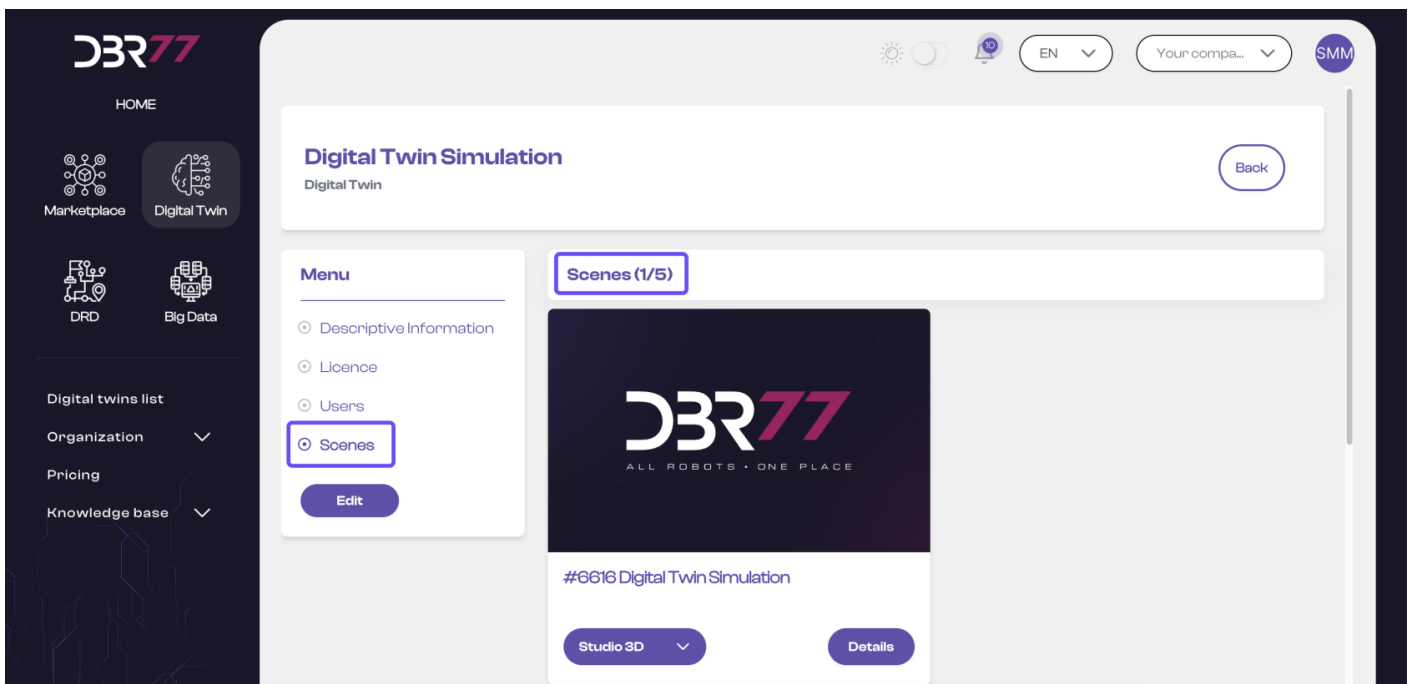 DBR77
10
EN
Your compa...
SMM
HOME
Marketplace
Digital Twin
DRD
Big Data
Digital twins list
Organization
Pricing
Knowledge base
Digital Twin Simulation
Digital Twin
Back
Menu
Descriptive Information
Licence
Users
Scenes
Edit
Scenes (1/5)
DBR77
ALL ROBOTS • ONE PLACE
#6616 Digital Twin Simulation
Studio 3D
Details